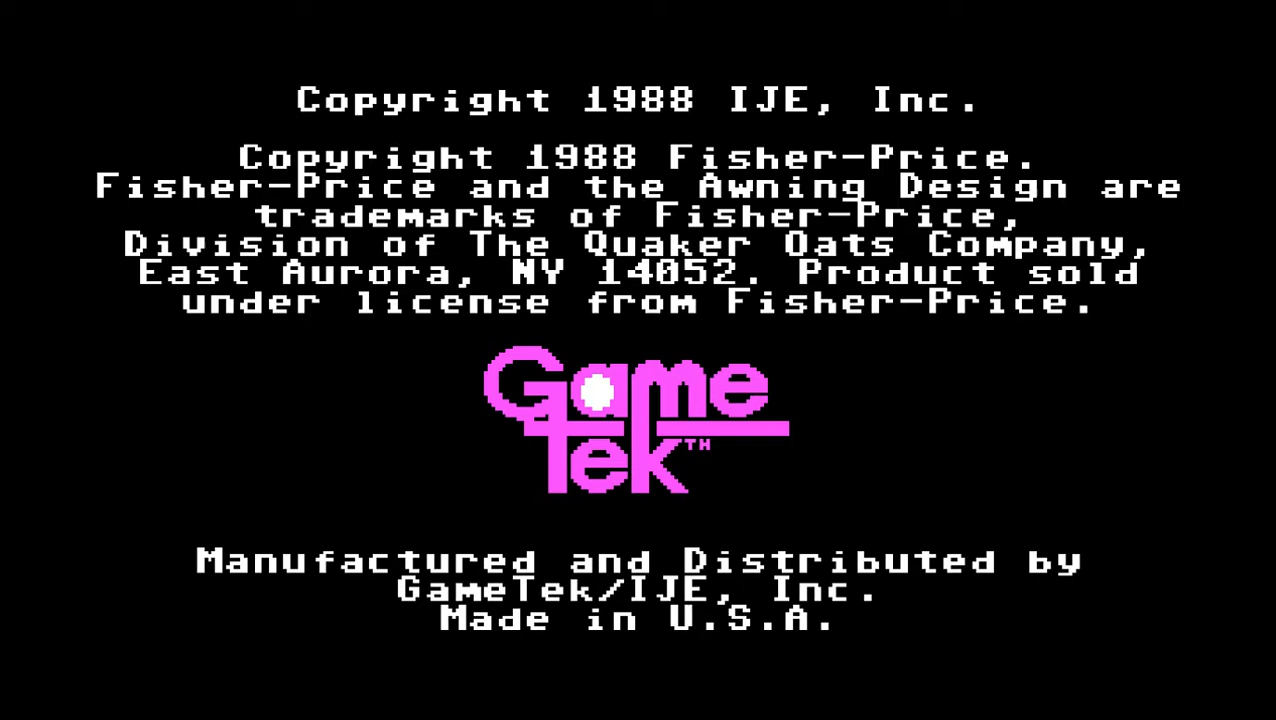 Copyright 1988 IJE, Inc.
Copyright 1988 Fisher-Price.
Fisher-Price and the Awning Design are
trademarks of Fisher-Price,
Division of The Quaker Oats Company,
East Aurora, NY 14052. Product sold
under license from Fisher-Price.
Game
Tek™
Manufactured and Distributed by
GameTek/IJE, Inc.
Made in U.S.A.